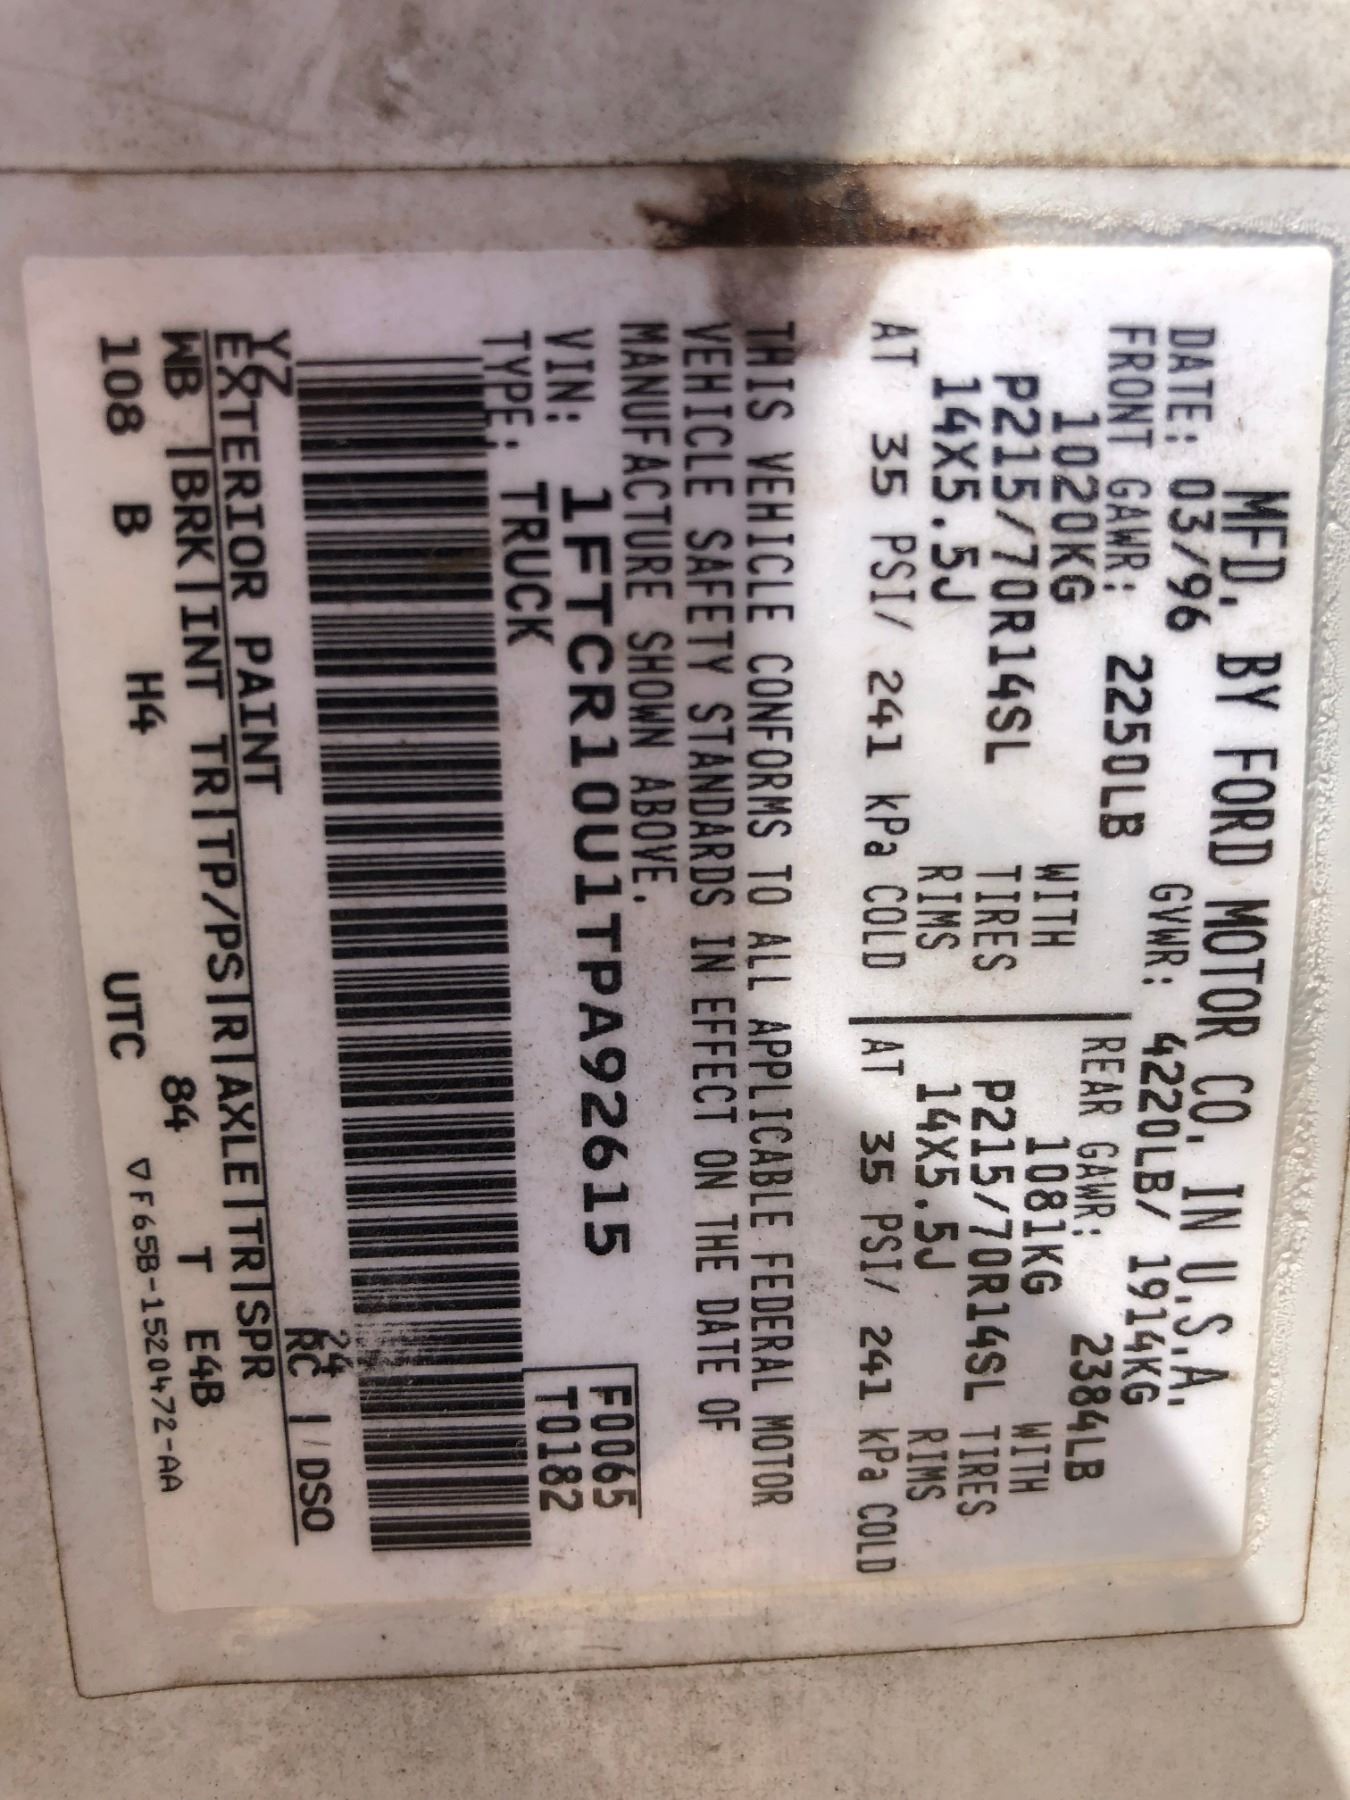 MFD. BY FORD MOTOR CO. IN U.S.A.
DATE: 03/96 GVWR: 4220LB/ 1914KG
FRONT GAWR: 2250LB REAR GAWR: 2384LB
1020KG WITH 1081KG WITH
P215/70R14SL TIRES P215/70R14SL TIRES
14X5.5J RIMS 14X5.5J RIMS
AT 35 PSI/ 241 kPa COLD AT 35 PSI/ 241 kPa COLD
THIS VEHICLE CONFORMS TO ALL APPLICABLE FEDERAL MOTOR
VEHICLE SAFETY STANDARDS IN EFFECT ON THE DATE OF
MANUFACTURE SHOWN ABOVE.
VIN: 1FTCR10U1TPA92615 F0065
TYPE: TRUCK T0182
YZ 24
EXTERIOR PAINT RC | / DSO
WB |BRK|INT TR|TP/PS|R|AXLE|TR|SPR
108 B H4 84 T E4B
UTC ▽F65B-1520472-AA